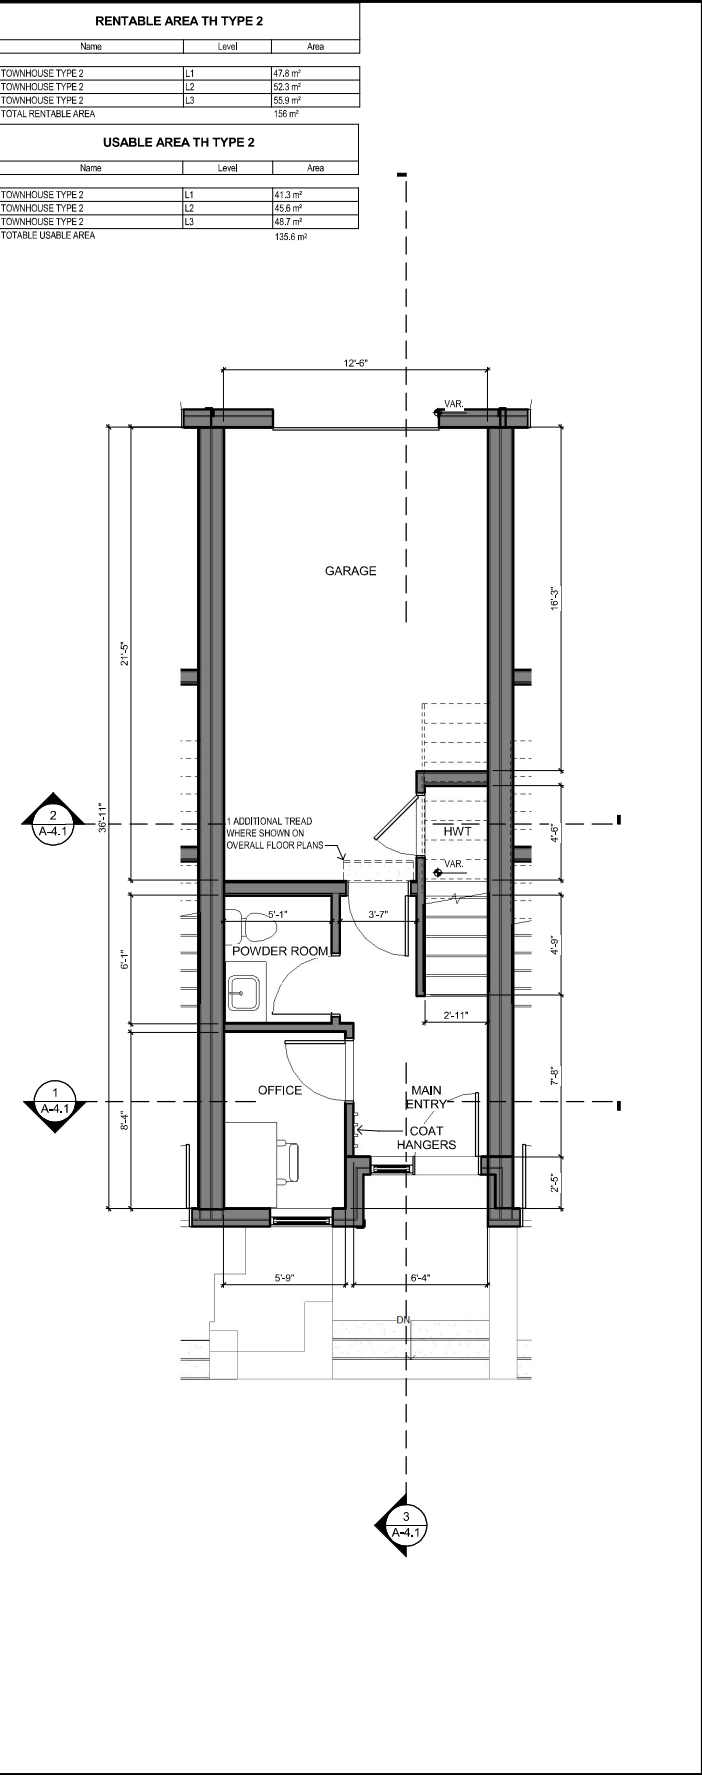 RENTABLE AREA TH TYPE 2
Name Level Area
TOWNHOUSE TYPE 2 L1 47.8 m²
TOWNHOUSE TYPE 2 L2 52.3 m²
TOWNHOUSE TYPE 2 L3 55.9 m²
TOTAL RENTABLE AREA 156 m²
USABLE AREA TH TYPE 2
Name Level Area
TOWNHOUSE TYPE 2 L1 41.3 m²
TOWNHOUSE TYPE 2 L2 45.6 m²
TOWNHOUSE TYPE 2 L3 48.7 m²
TOTABLE USABLE AREA 135.6 m²
12'-6"
VAR.
GARAGE
16'-3"
21'-5"
36'-11"
2
A-4.1
1 ADDITIONAL TREAD
WHERE SHOWN ON
OVERALL FLOOR PLANS
HWT
4'-6"
VAR.
5'-1"
3'-7"
POWDER ROOM
6'-1"
4'-9"
2'-11"
OFFICE
1
A-4.1
MAIN
ENTRY
COAT
HANGERS
7'-8"
8'-4"
2'-5"
5'-9"
6'-4"
DN
3
A-4.1